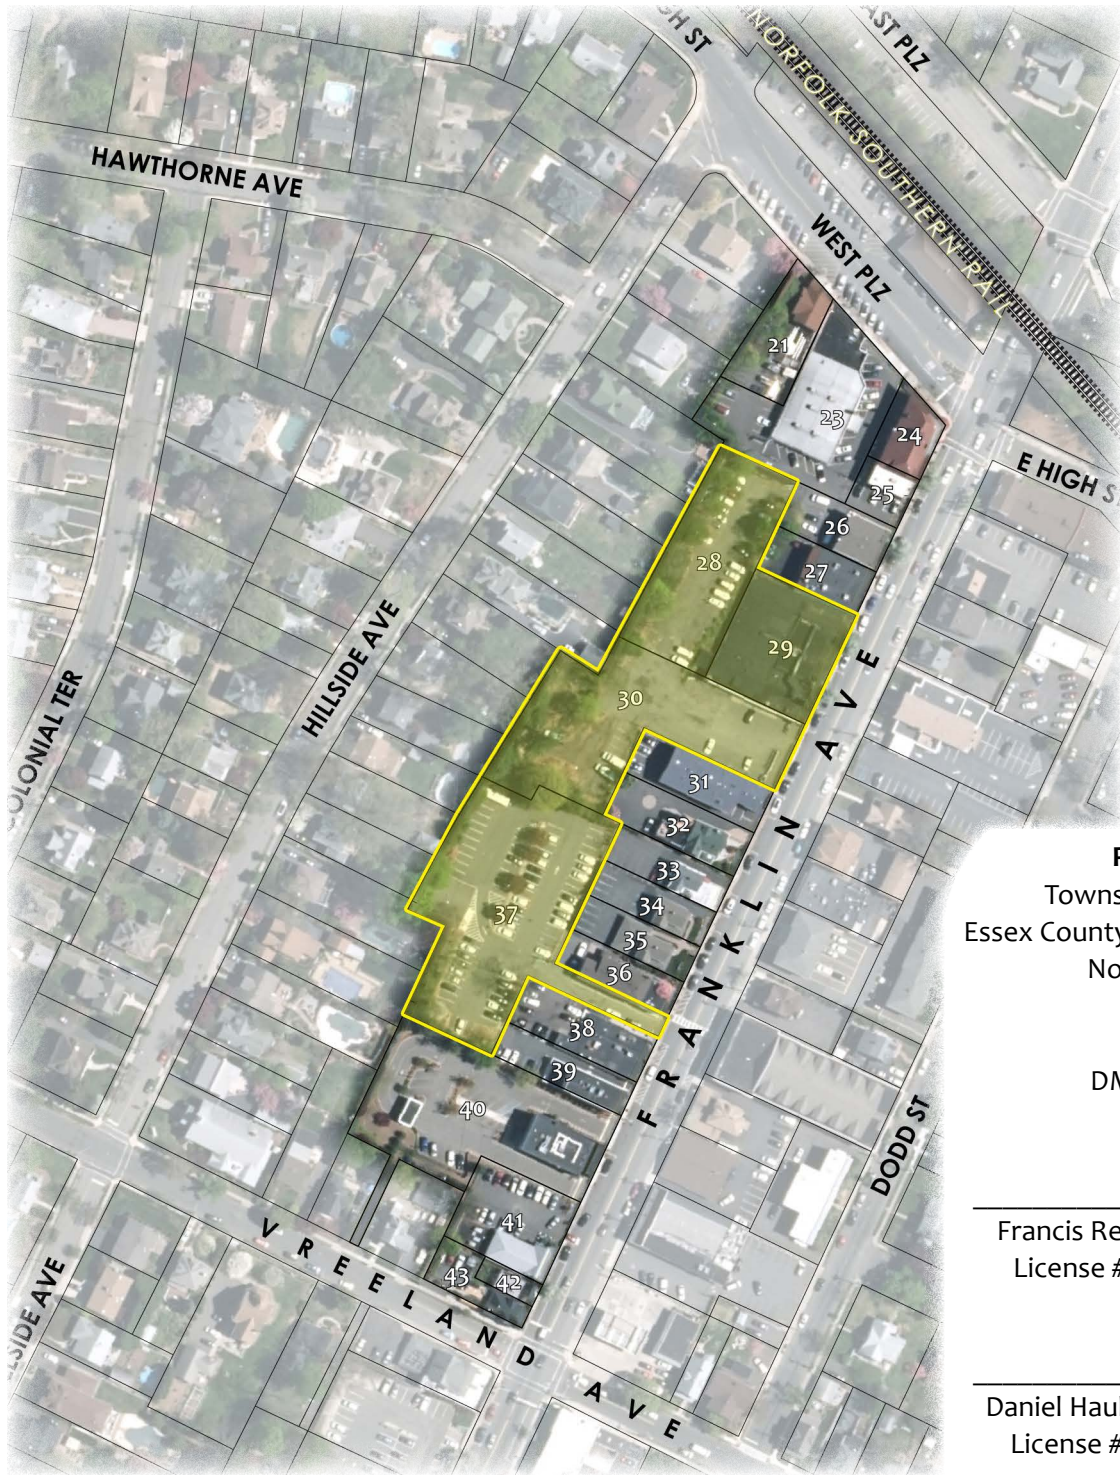 GH ST
AST PLZ
NORFOLK SOUTHERN RAIL
HAWTHORNE AVE
WEST PLZ
21
23
24
E HIGH S
25
26
28
27
HILLSIDE AVE
29
30
COLONIAL TER
31
32
33
34
37
35
36
38
39
40
FRANKLIN AVE
DODD ST
41
43
42
VREELAND AVE
LSIDE AVE
Towns
Essex County
No
DM
Francis Re
License #
Daniel Hau
License #